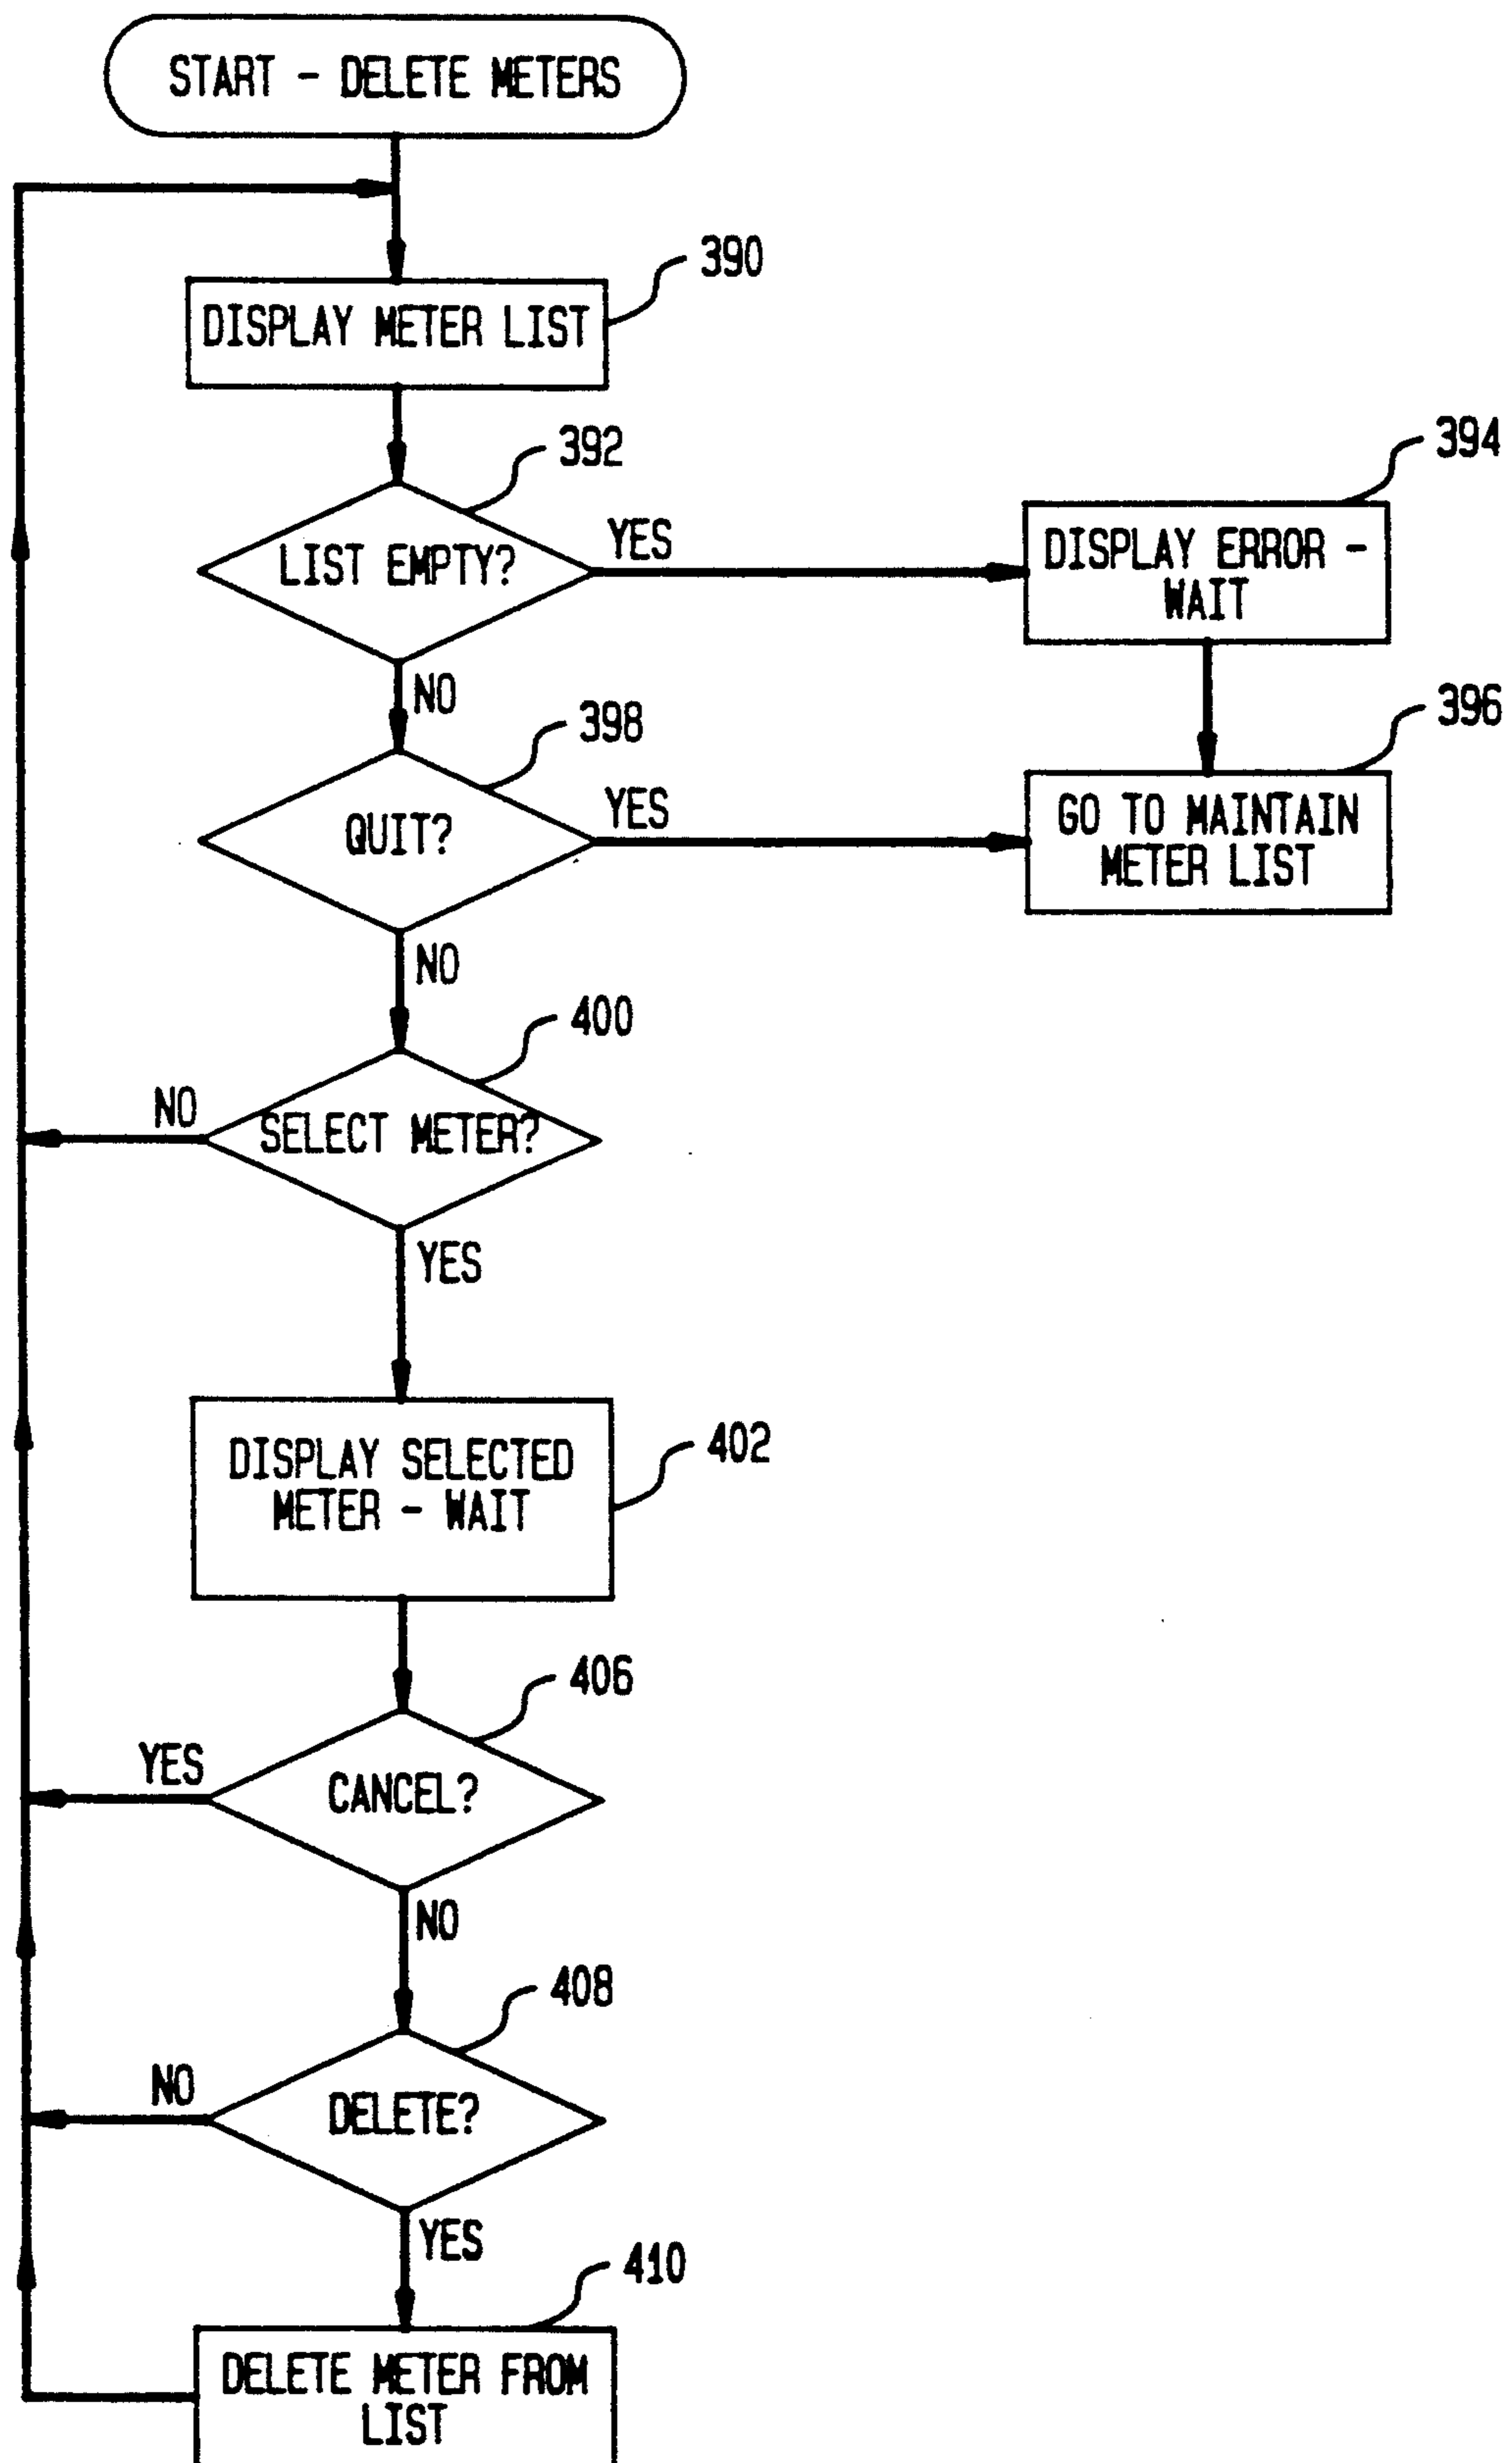 START - DELETE METERS
390
DISPLAY METER LIST
392
LIST EMPTY?
YES
394
DISPLAY ERROR -
WAIT
NO
398
QUIT?
YES
396
GO TO MAINTAIN
METER LIST
NO
400
NO
SELECT METER?
YES
402
DISPLAY SELECTED
METER - WAIT
406
YES
CANCEL?
NO
408
NO
DELETE?
YES
410
DELETE METER FROM
LIST